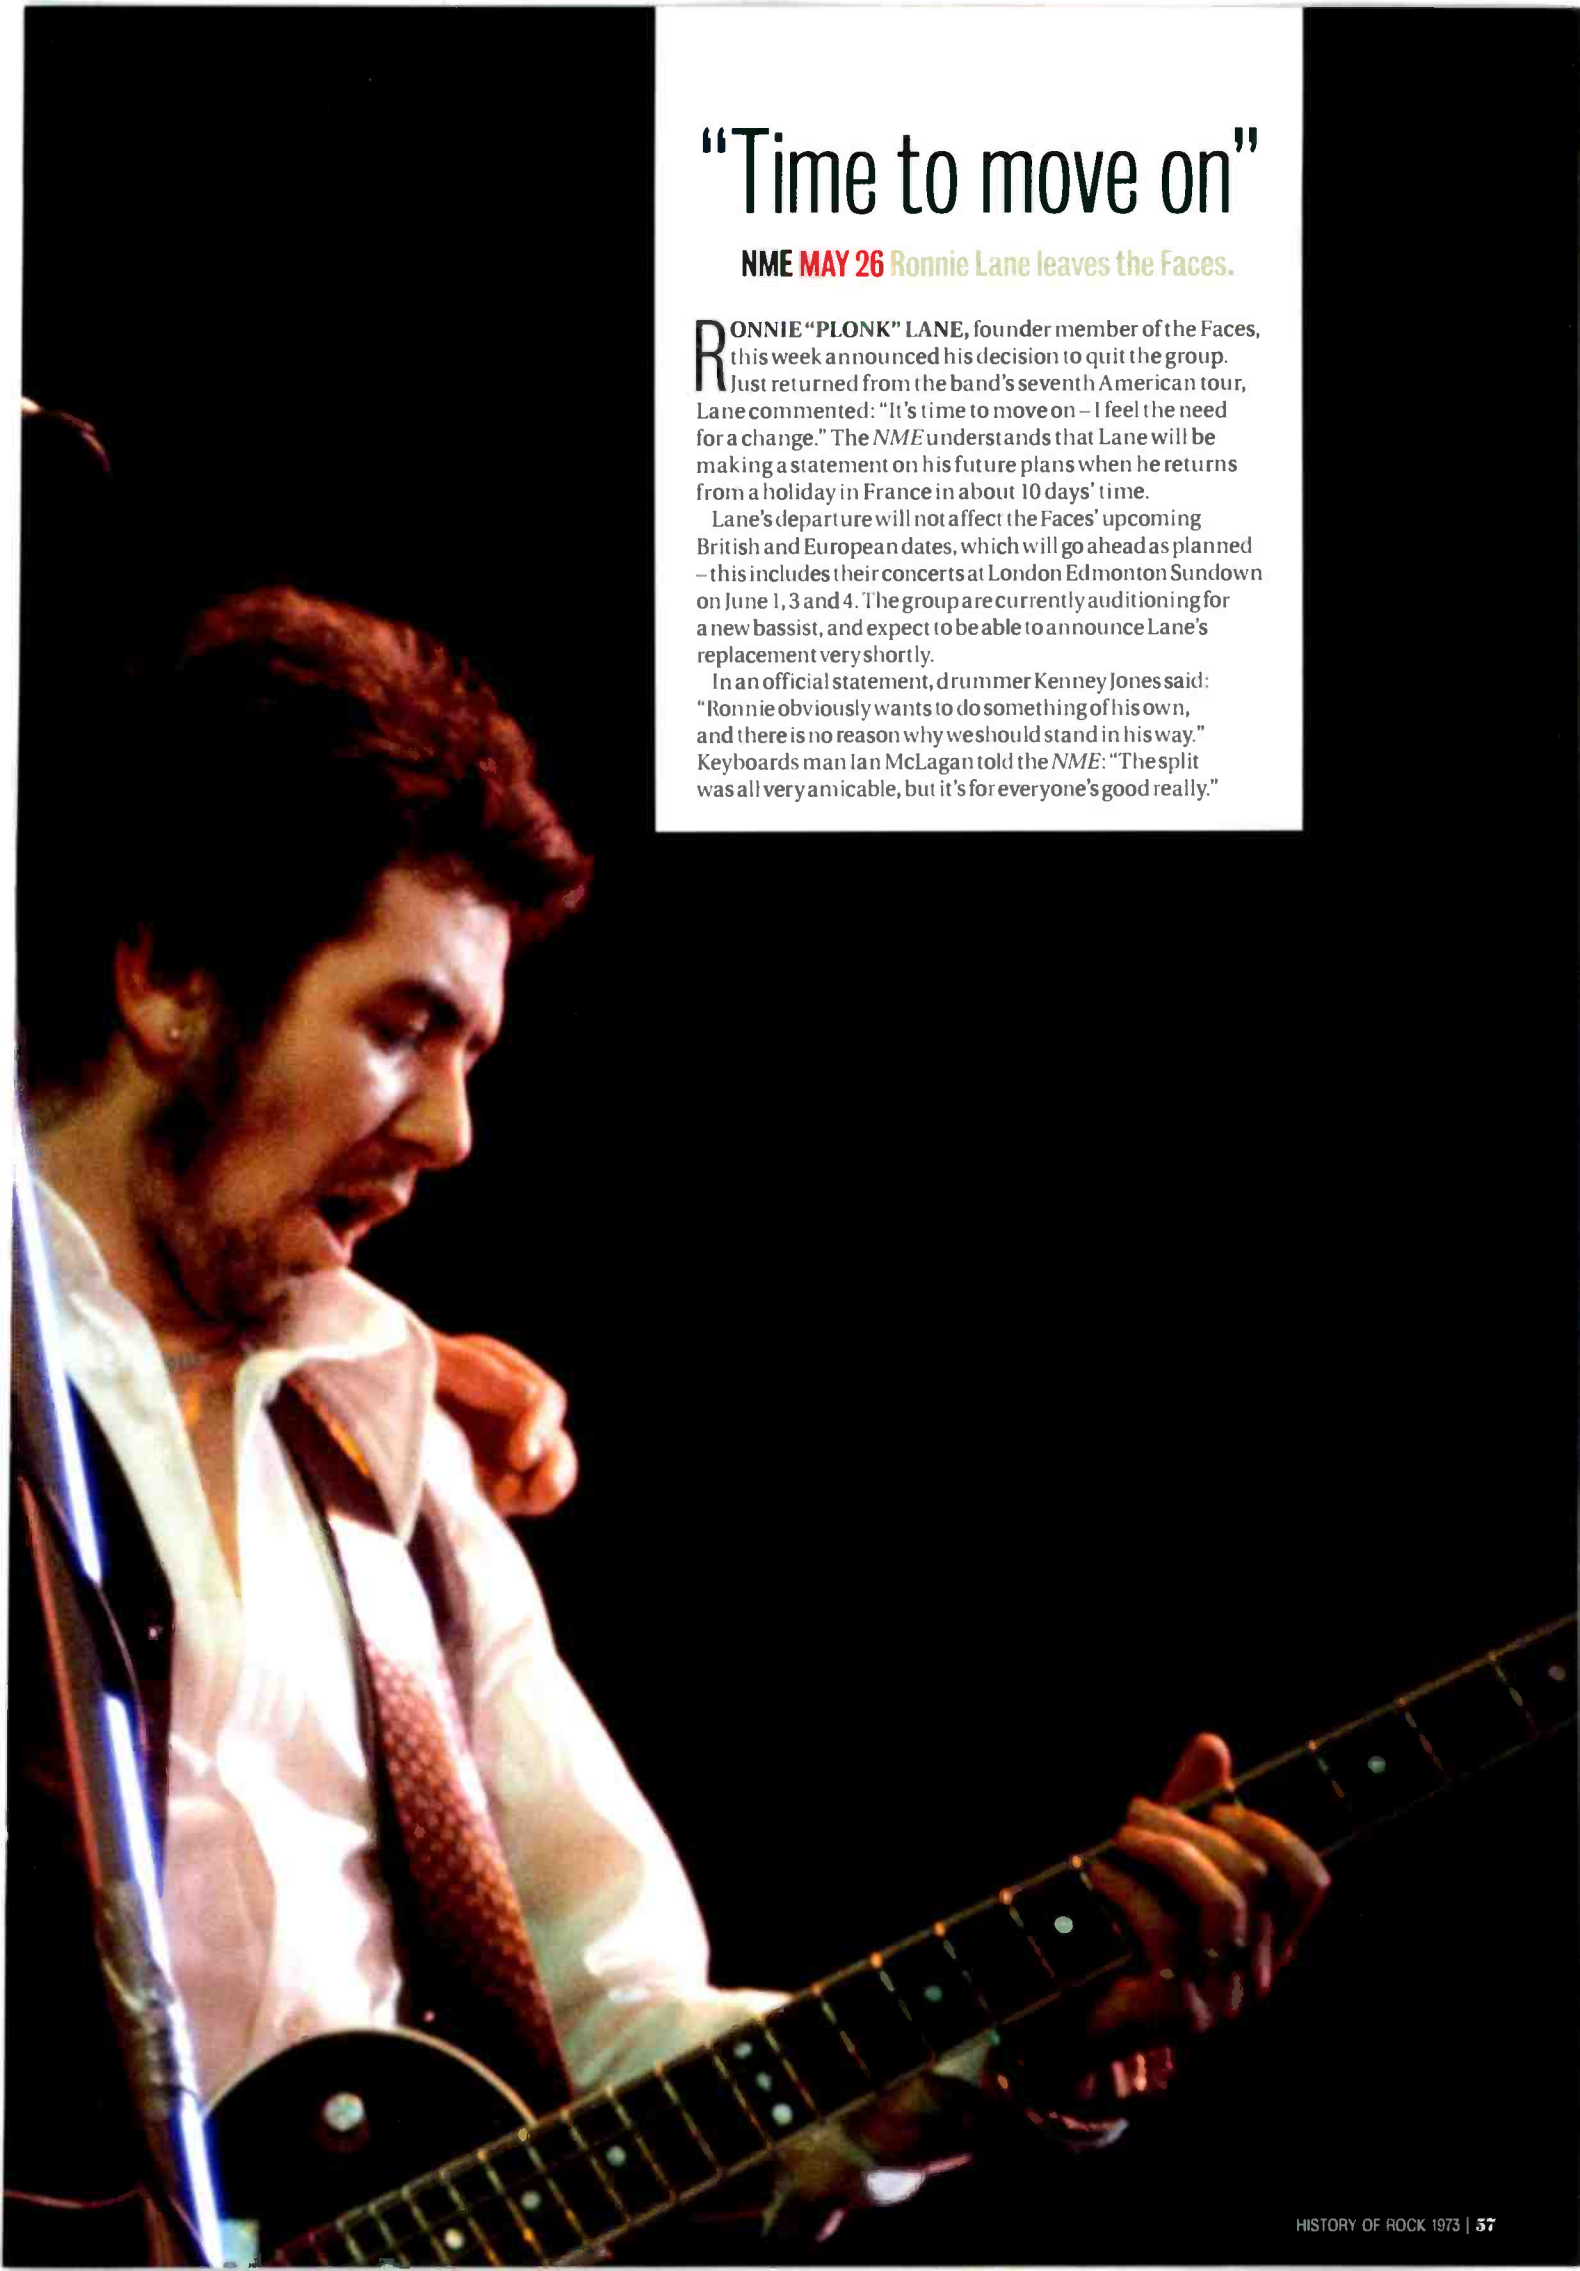 “Time to move on”
NME MAY 26 Ronnie Lane leaves the Faces.
RONNIE “PLONK” LANE, founder member of the Faces,
this week announced his decision to quit the group.
Just returned from the band's seventh American tour,
Lane commented: “It's time to move on – I feel the need
for a change.” The NME understands that Lane will be
making a statement on his future plans when he returns
from a holiday in France in about 10 days' time.
Lane's departure will not affect the Faces' upcoming
British and European dates, which will go ahead as planned
– this includes their concerts at London Edmonton Sundown
on June 1, 3 and 4. The group are currently auditioning for
a new bassist, and expect to be able to announce Lane's
replacement very shortly.
In an official statement, drummer Kenney Jones said:
“Ronnie obviously wants to do something of his own,
and there is no reason why we should stand in his way.”
Keyboards man Ian McLagan told the NME: “The split
was all very amicable, but it's for everyone's good really.”
HISTORY OF ROCK 1973 | 57